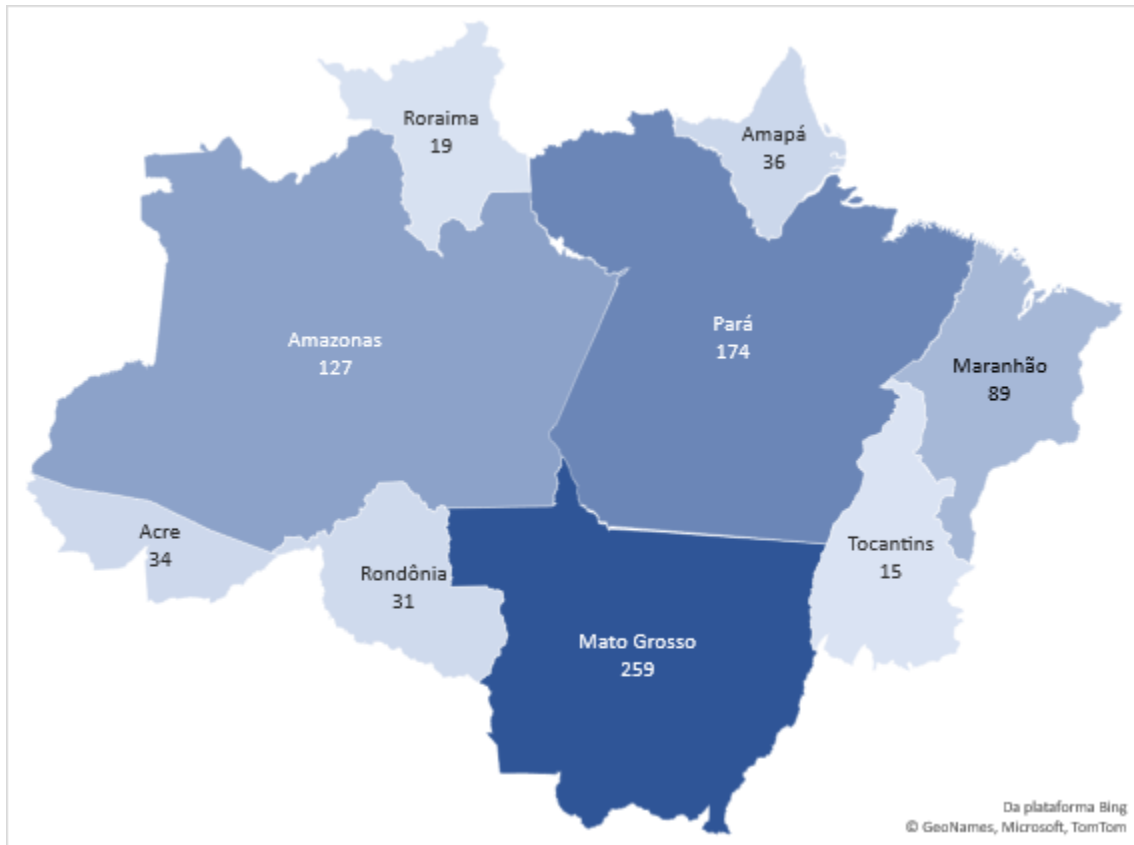 Roraima
19
Amapá
36
Amazonas
127
Pará
174
Maranhão
89
Acre
34
Rondônia
31
Tocantins
15
Mato Grosso
259
Da plataforma Bing
© GeoNames, Microsoft, TomTom